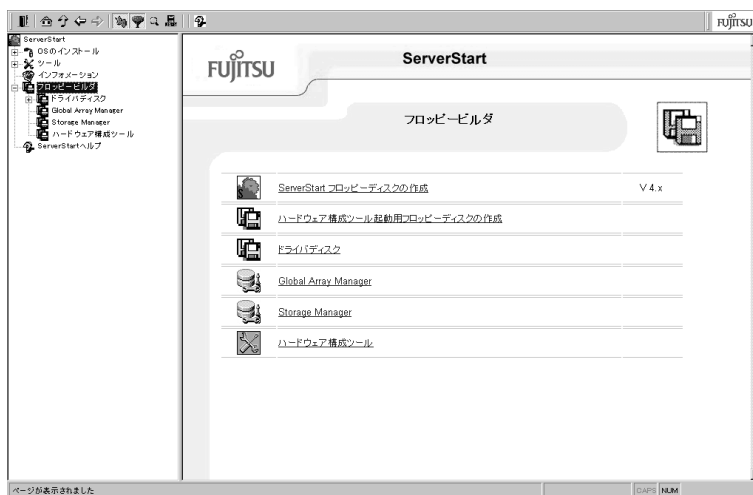 FUJITSU
ServerStart
OSのインストール
ツール
インフォメーション
フロッピービルダ
ドライバディスク
Global Array Manager
Storage Manager
ハードウェア構成ツール
ServerStartヘルプ
FUJITSU
ServerStart
フロッピービルダ
ServerStart フロッピーディスクの作成 V 4.x
ハードウェア構成ツール起動用フロッピーディスクの作成
ドライバディスク
Global Array Manager
Storage Manager
ハードウェア構成ツール
ページが表示されました
CAPS NUM